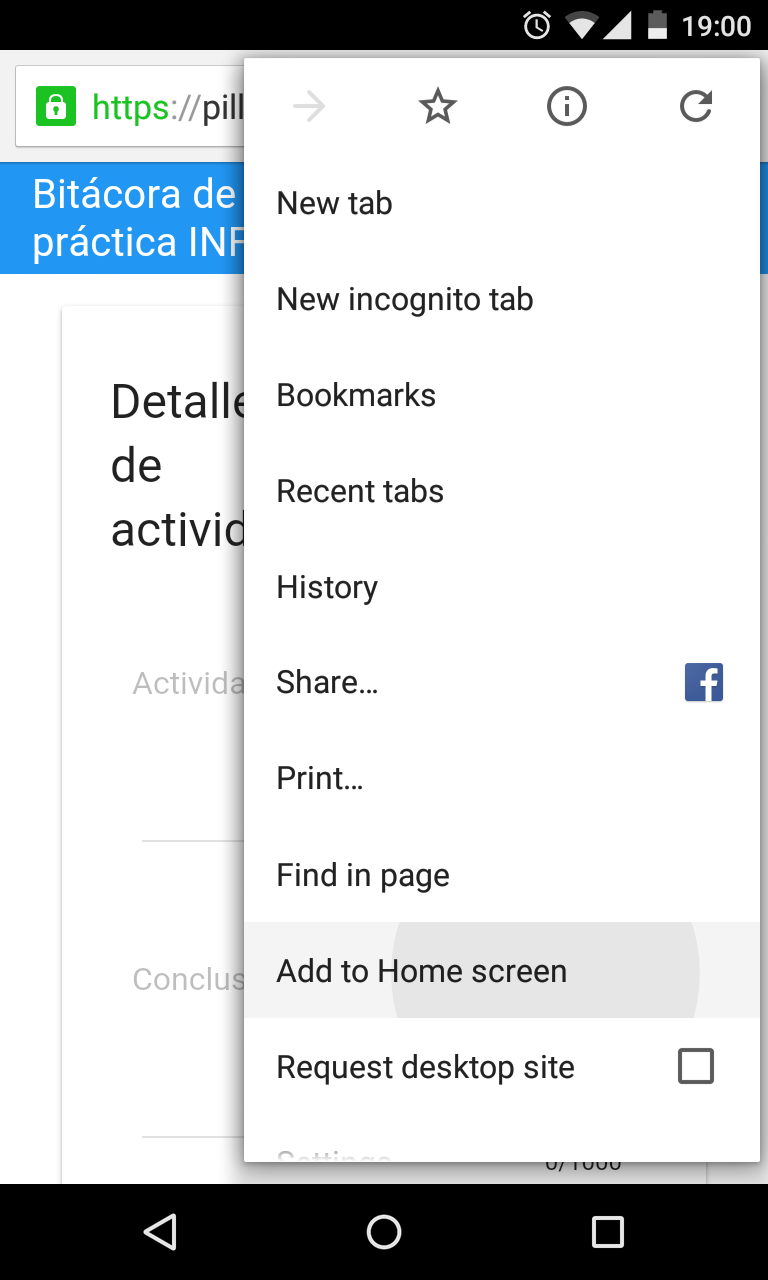 19:00
https://pill
New tab
Bitácora de
práctica INF
New incognito tab
Bookmarks
Detalle
de
activid
Recent tabs
History
Activida
Share…
Print…
Find in page
Conclus
Add to Home screen
Request desktop site
Settings
0/1000